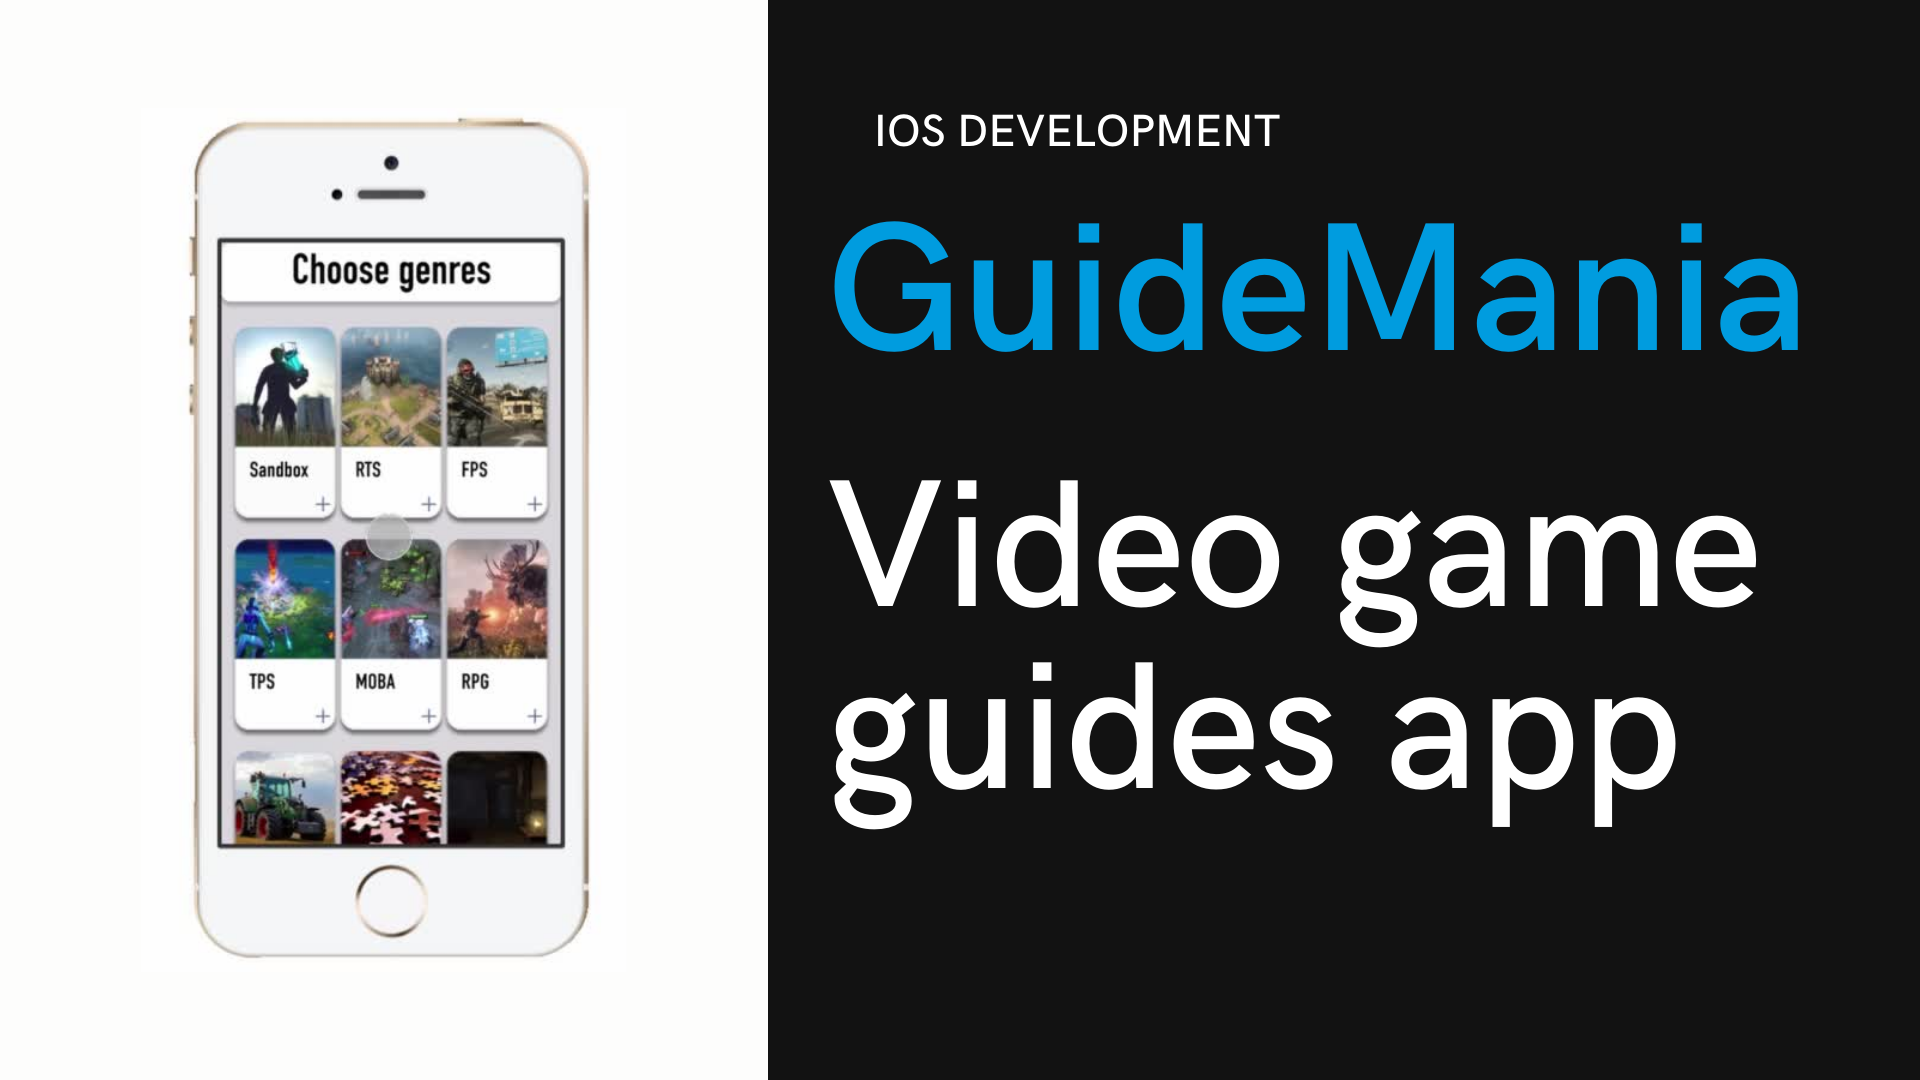 IOS DEVELOPMENT
GuideMania
Video game
guides app
Choose genres
Sandbox
RTS
FPS
+
+
+
TPS
MOBA
RPG
+
+
+